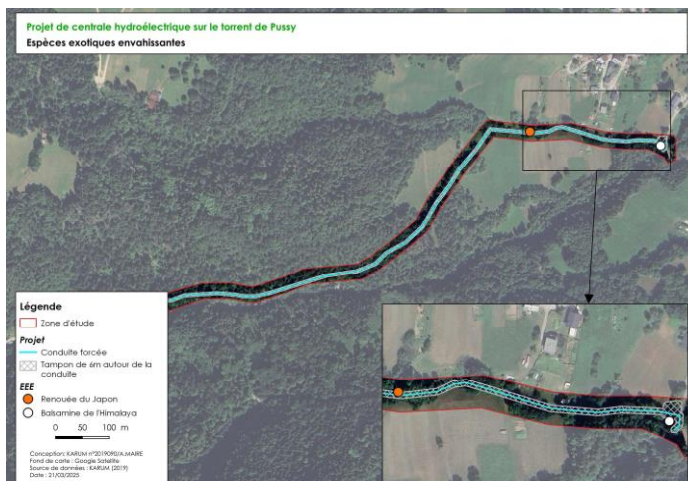 Projet de centrale hydroélectrique sur le torrent de Pussy
Espèces exotiques envahissantes
Légende
Zone d'étude
Projet
Conduite forcée
Tampon de 6m autour de la
conduite
EEE
Renouée du Japon
Balsamine de l'Himalaya
0 50 100 m
Conception: KARUM n°2019090/A.MAIRE
Fond de carte : Google Satellite
Source de données : KARUM (2019)
Date : 21/03/2025